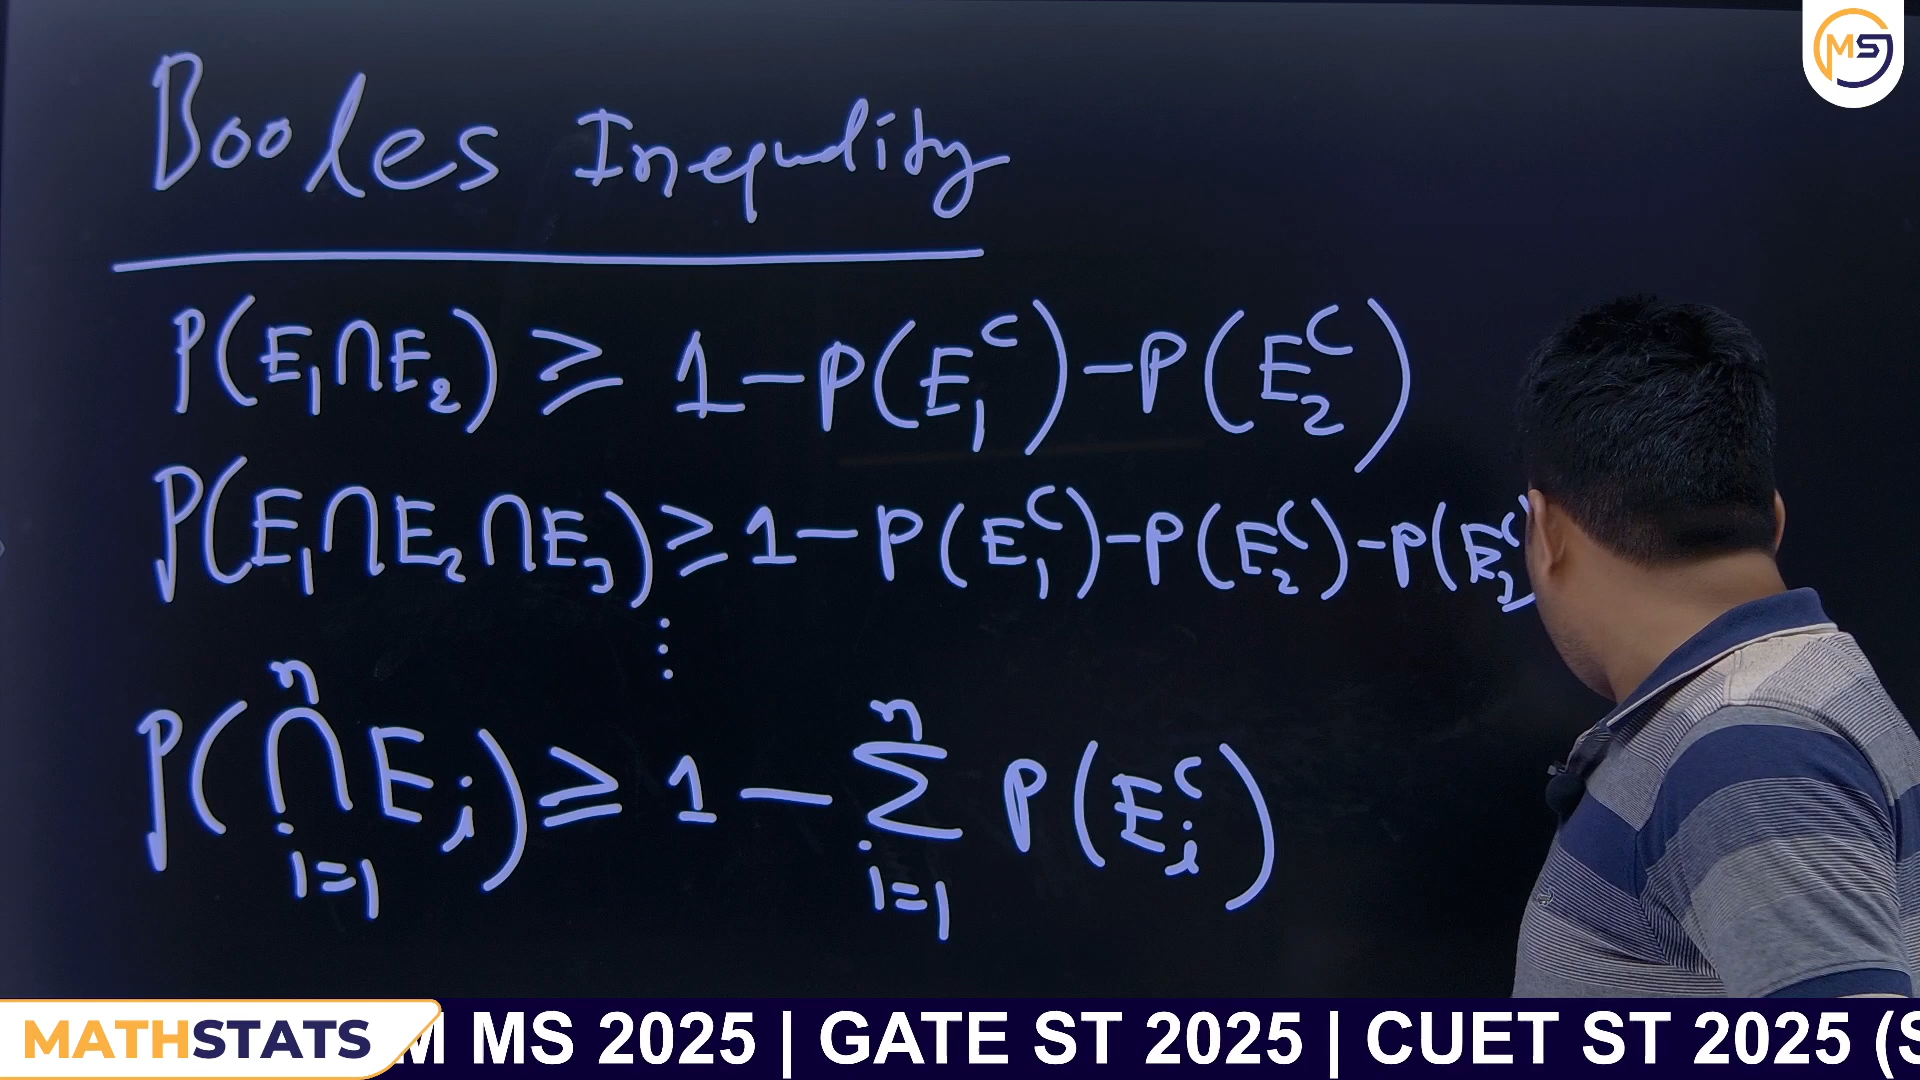 MS
Booles Inequality
P(E₁∩E₂) ≥ 1 − P(E₁ᶜ) − P(E₂ᶜ)
P(E₁∩E₂∩E₃) ≥ 1 − P(E₁ᶜ) − P(E₂ᶜ) − P(E₃ᶜ
⋮
P(⋂ᵢ₌₁ⁿ Eᵢ) ≥ 1 − ∑ᵢ₌₁ⁿ P(Eᵢᶜ)
MATHSTATS M MS 2025 | GATE ST 2025 | CUET ST 2025 (S